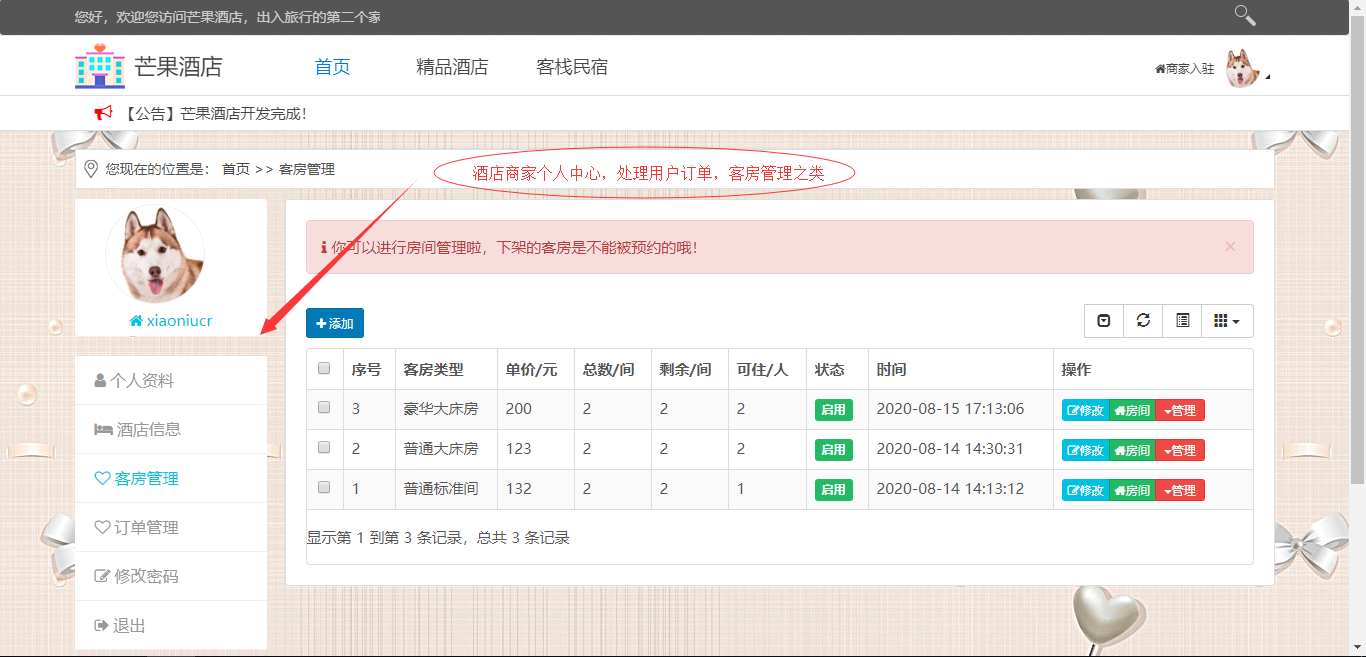 您好，欢迎您访问芒果酒店，出入旅行的第二个家
芒果酒店 首页 精品酒店 客栈民宿 商家入驻
【公告】芒果酒店开发完成！
您现在的位置是： 首页 >> 客房管理
酒店商家个人中心，处理用户订单，客房管理之类
xiaoniucr
个人资料
酒店信息
客房管理
订单管理
修改密码
退出
你可以进行房间管理啦，下架的客房是不能被预约的哦！ ×
添加
序号 客房类型 单价/元 总数/间 剩余/间 可住/人 状态 时间 操作
3 豪华大床房 200 2 2 2 启用 2020-08-15 17:13:06 修改 房间 管理
2 普通大床房 123 2 2 2 启用 2020-08-14 14:30:31 修改 房间 管理
1 普通标准间 132 2 2 1 启用 2020-08-14 14:13:12 修改 房间 管理
显示第 1 到第 3 条记录，总共 3 条记录